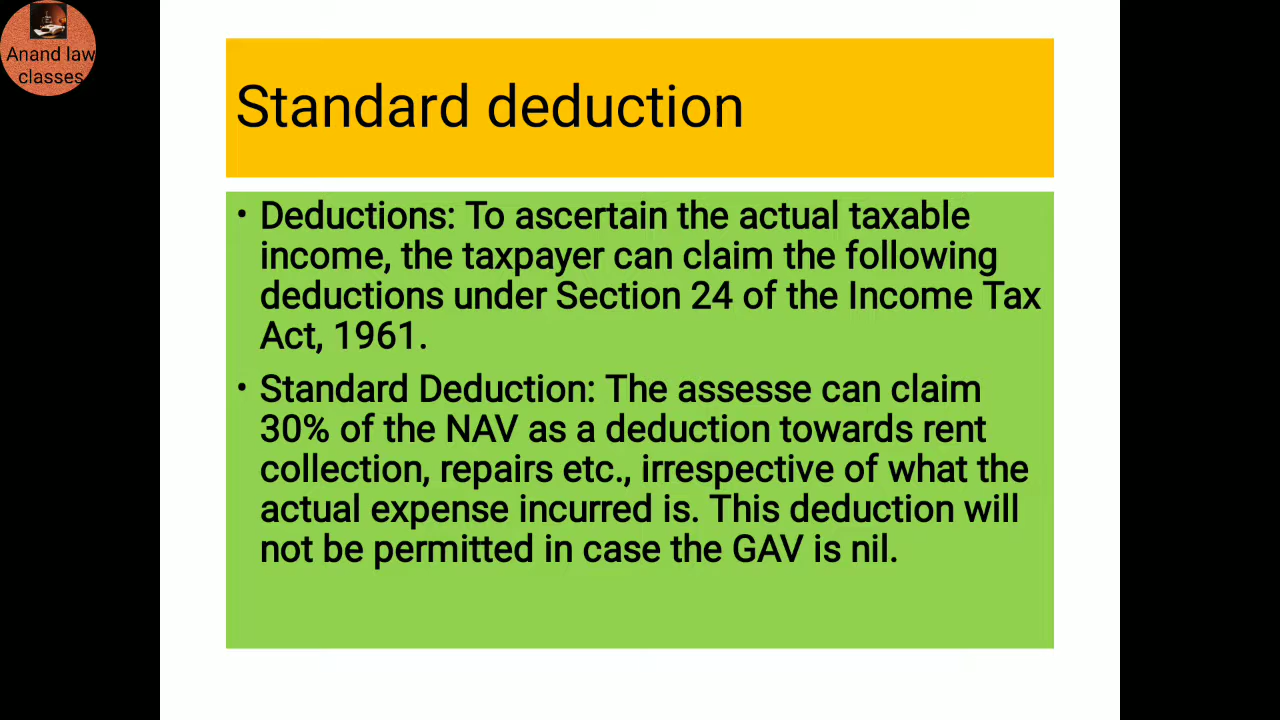 Anand law
classes
Standard deduction
• Deductions: To ascertain the actual taxable
income, the taxpayer can claim the following
deductions under Section 24 of the Income Tax
Act, 1961.
• Standard Deduction: The assesse can claim
30% of the NAV as a deduction towards rent
collection, repairs etc., irrespective of what the
actual expense incurred is. This deduction will
not be permitted in case the GAV is nil.